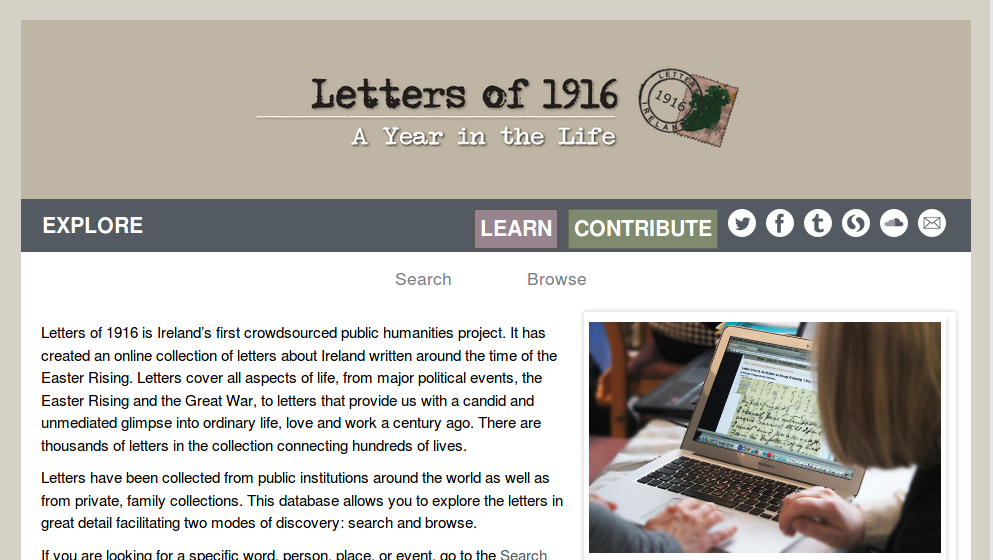 Letters of 1916
A Year in the Life
LETTERS
1916
IRELAND
EXPLORE
LEARN
CONTRIBUTE
Search
Browse
Letters of 1916 is Ireland’s first crowdsourced public humanities project. It has
created an online collection of letters about Ireland written around the time of the
Easter Rising. Letters cover all aspects of life, from major political events, the
Easter Rising and the Great War, to letters that provide us with a candid and
unmediated glimpse into ordinary life, love and work a century ago. There are
thousands of letters in the collection connecting hundreds of lives.
Letters have been collected from public institutions around the world as well as
from private, family collections. This database allows you to explore the letters in
great detail facilitating two modes of discovery: search and browse.
If you are looking for a specific word, person, place, or event, go to the Search